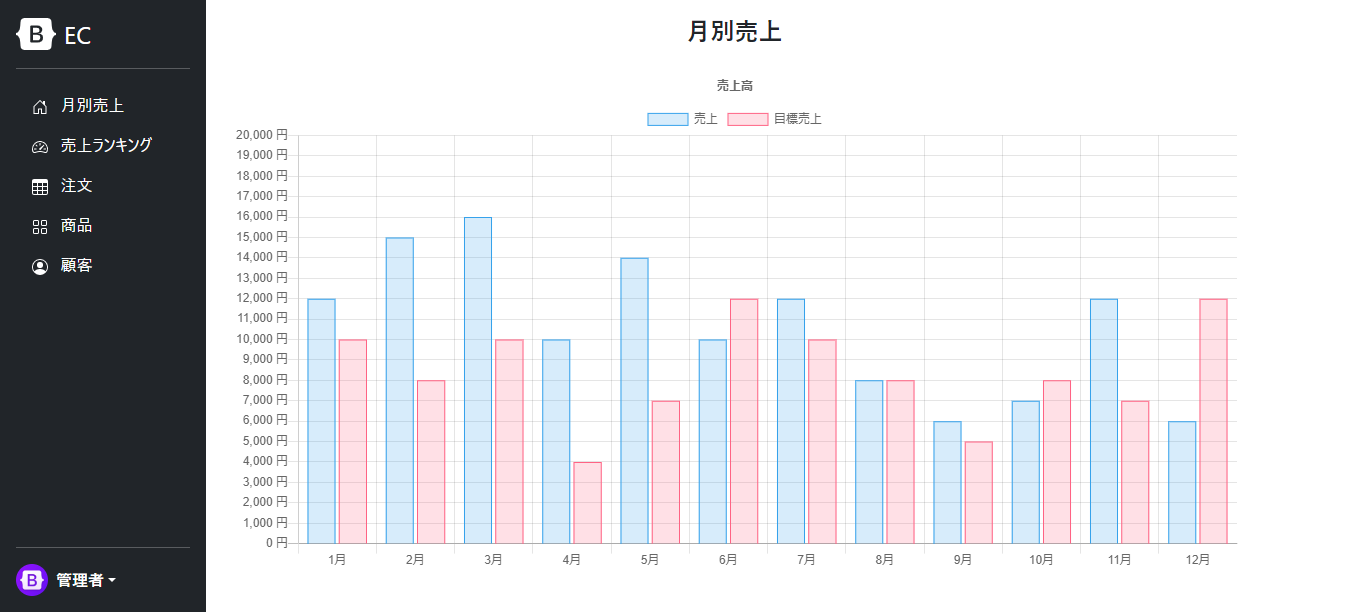 B EC
月別売上
売上ランキング
注文
商品
顧客
B 管理者
月別売上
売上高
売上 目標売上
20,000 円
19,000 円
18,000 円
17,000 円
16,000 円
15,000 円
14,000 円
13,000 円
12,000 円
11,000 円
10,000 円
9,000 円
8,000 円
7,000 円
6,000 円
5,000 円
4,000 円
3,000 円
2,000 円
1,000 円
0 円
1月 2月 3月 4月 5月 6月 7月 8月 9月 10月 11月 12月